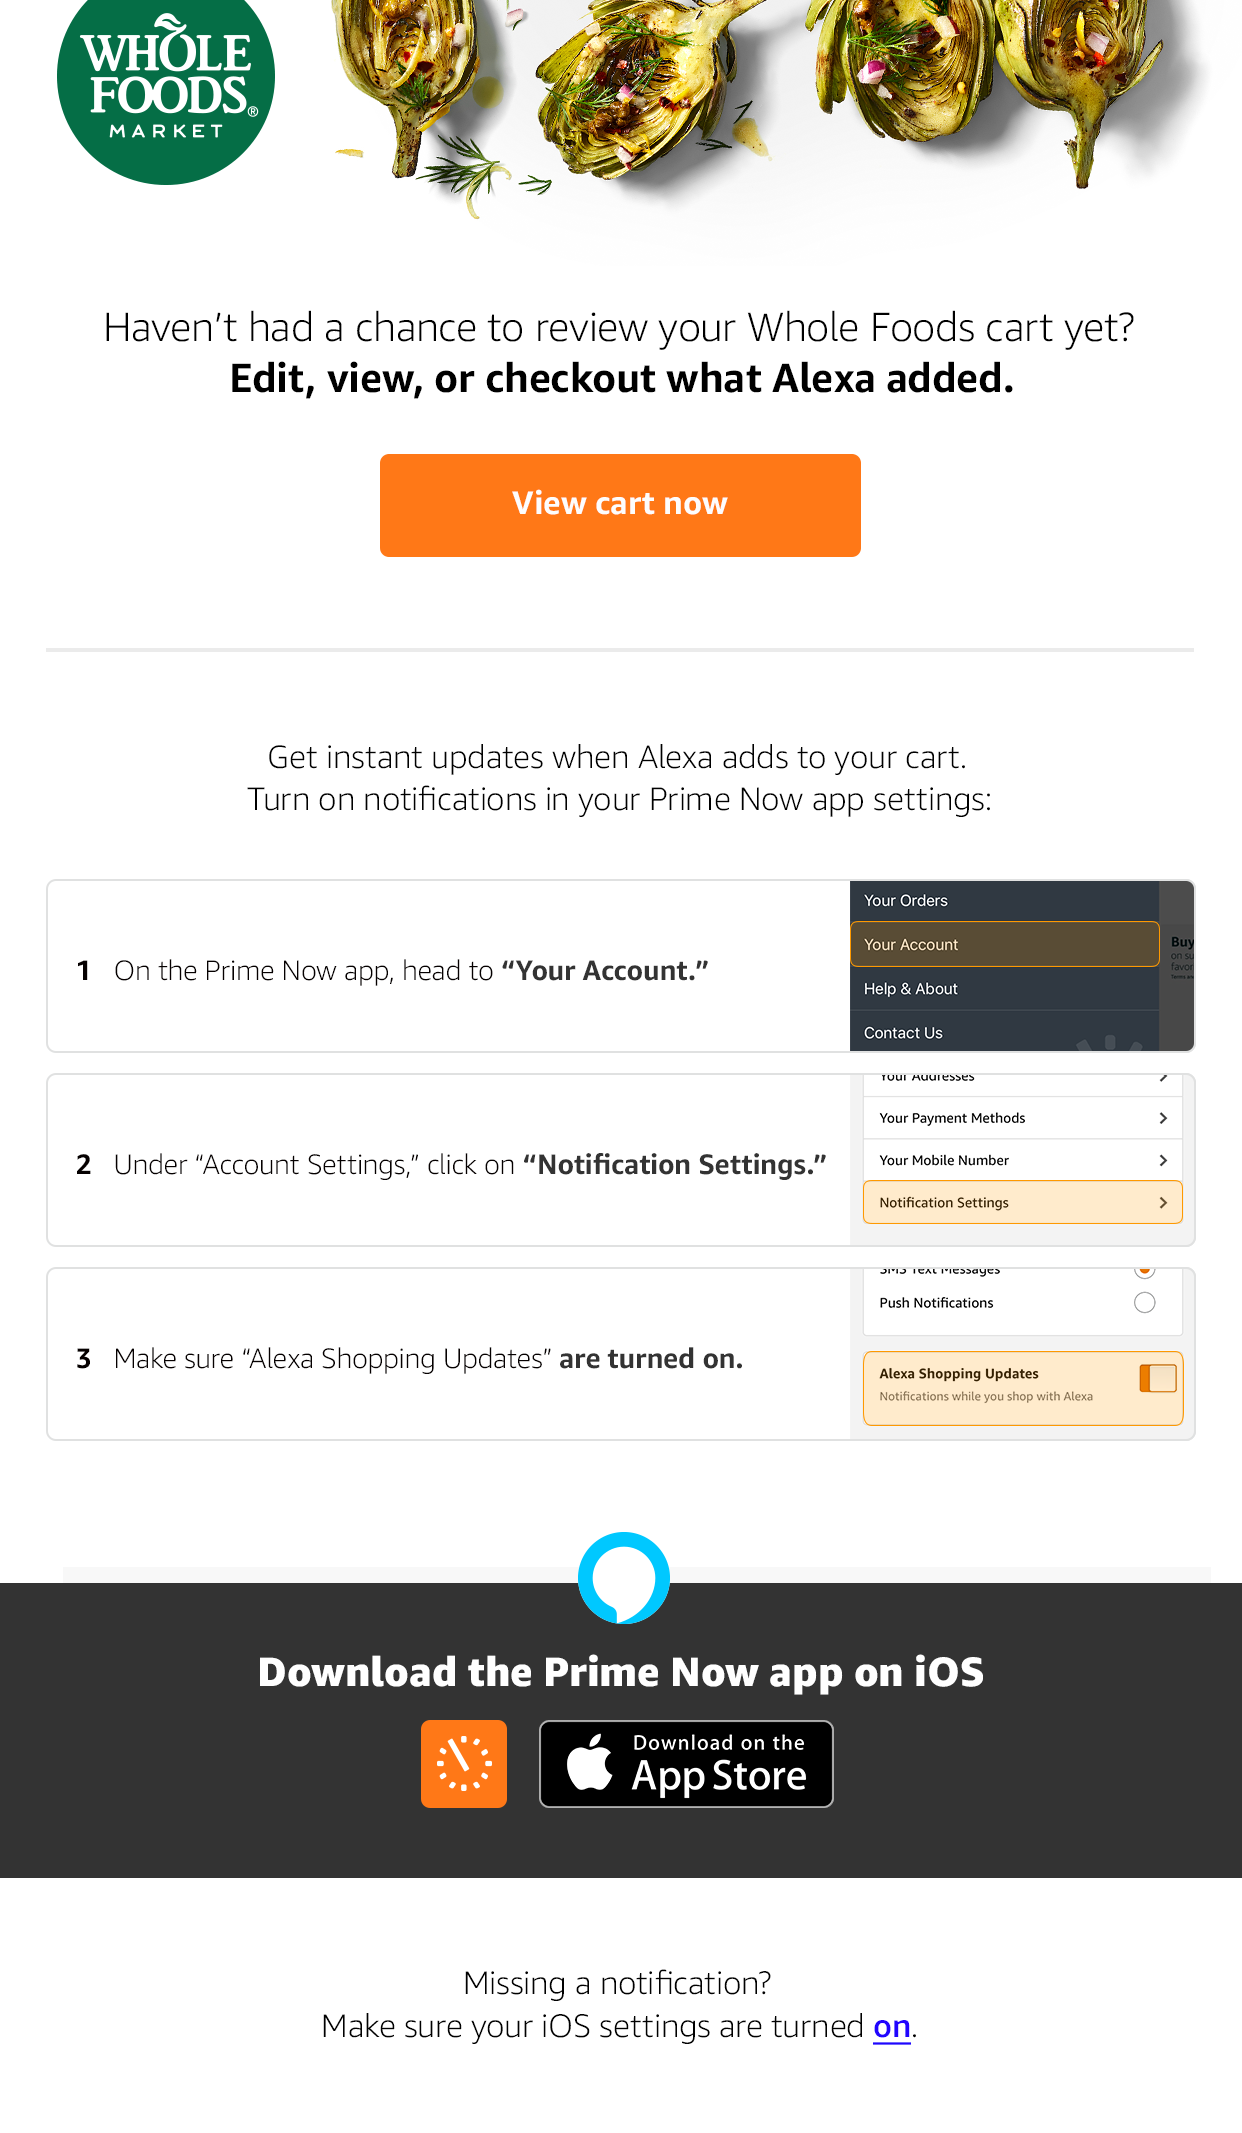 WHOLE
FOODS®
MARKET
Haven’t had a chance to review your Whole Foods cart yet?
Edit, view, or checkout what Alexa added.
View cart now
Get instant updates when Alexa adds to your cart.
Turn on notifications in your Prime Now app settings:
1 On the Prime Now app, head to “Your Account.”
Your Orders
Your Account
Help & About
Contact Us
Buy
on su
favor
2 Under “Account Settings,” click on “Notification Settings.”
Your Addresses
Your Payment Methods
Your Mobile Number
Notification Settings
3 Make sure “Alexa Shopping Updates” are turned on.
SMS Text Messages
Push Notifications
Alexa Shopping Updates
Notifications while you shop with Alexa
Download the Prime Now app on iOS
Download on the
App Store
Missing a notification?
Make sure your iOS settings are turned on.